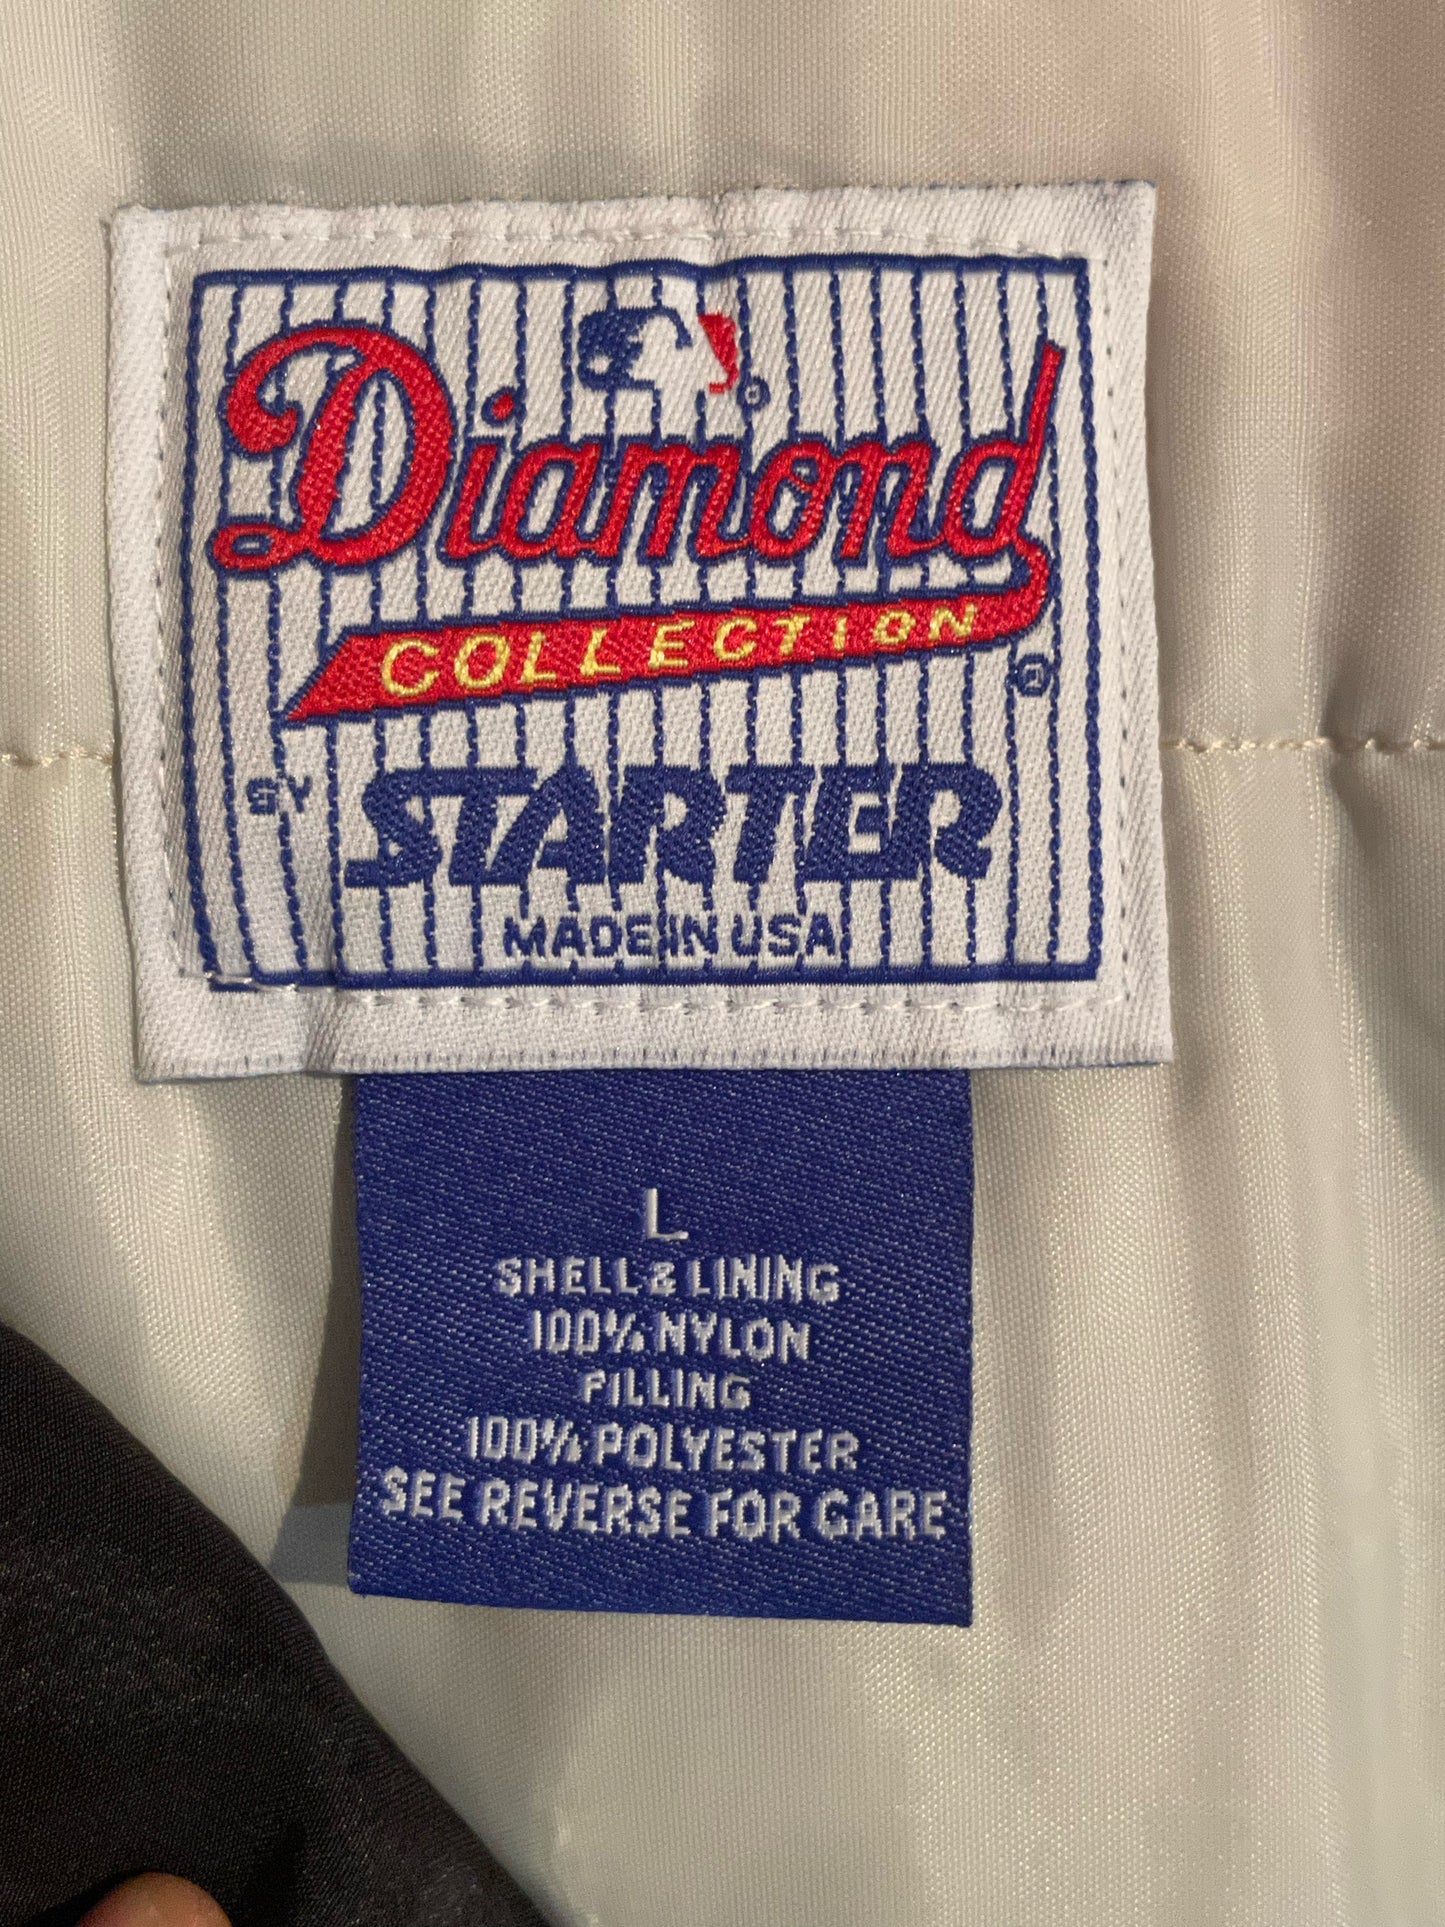 Diamond
COLLECTION
BY STARTER
MADE IN USA
L
SHELL & LINING
100% NYLON
FILLING
100% POLYESTER
SEE REVERSE FOR CARE